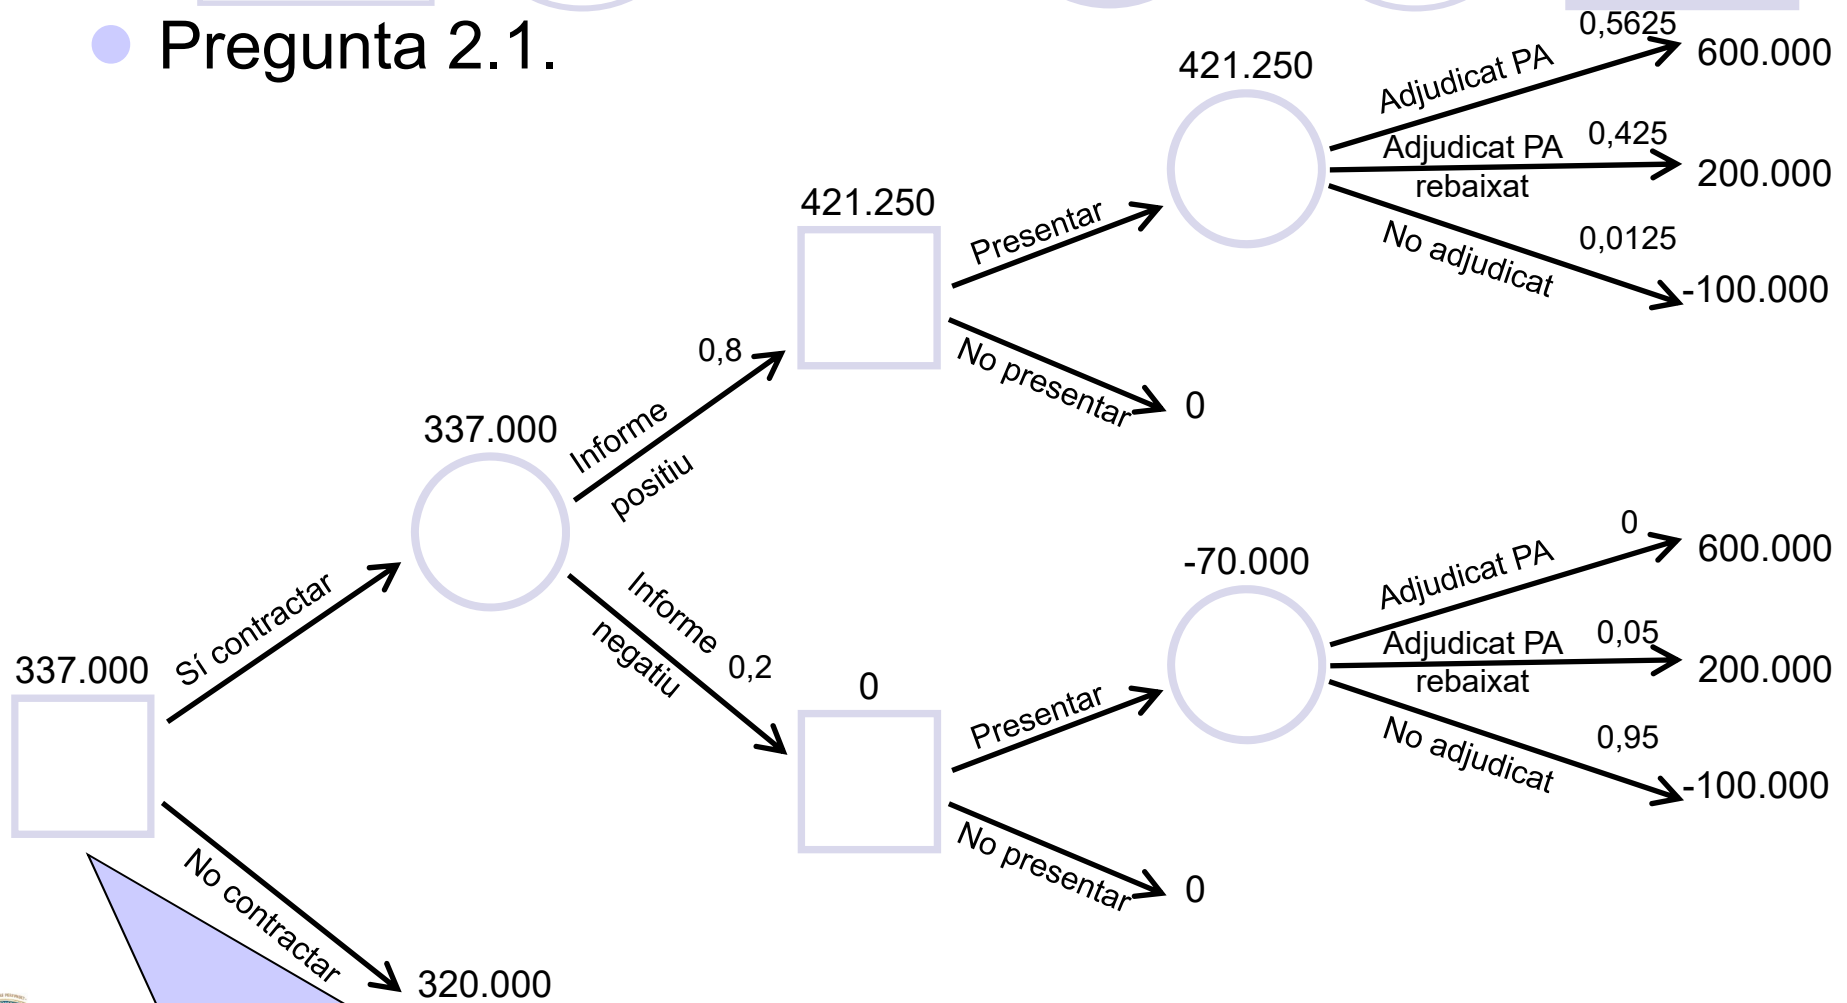 Pregunta 2.1.
0,5625
600.000
Adjudicat PA
421.250
0,425
Adjudicat PA
rebaixat
200.000
0,0125
No adjudicat
-100.000
421.250
Presentar
No presentar
0
0,8
Informe
positiu
337.000
Informe
negatiu
0,2
Sí contractar
337.000
No contractar
320.000
0
600.000
Adjudicat PA
-70.000
0,05
Adjudicat PA
rebaixat
200.000
0,95
No adjudicat
-100.000
0
Presentar
No presentar
0